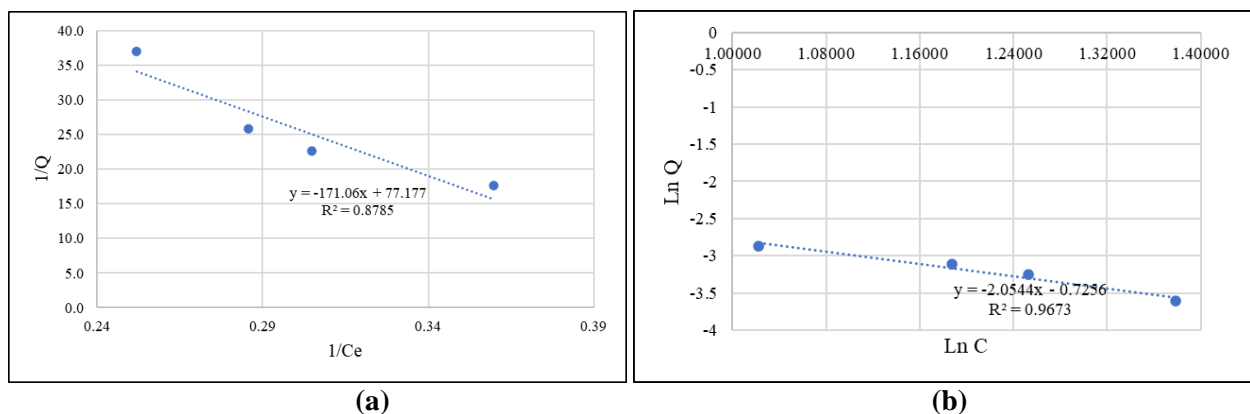 40.0
35.0
30.0
25.0
20.0
15.0
10.0
5.0
0.0
1/Q
y = -171.06x + 77.177
R² = 0.8785
0.24
0.29
0.34
0.39
1/Ce
(a)
0
1.00000
1.08000
1.16000
1.24000
1.32000
1.40000
-0.5
-1
-1.5
-2
-2.5
-3
-3.5
-4
Ln Q
y = -2.0544x - 0.7256
R² = 0.9673
Ln C
(b)